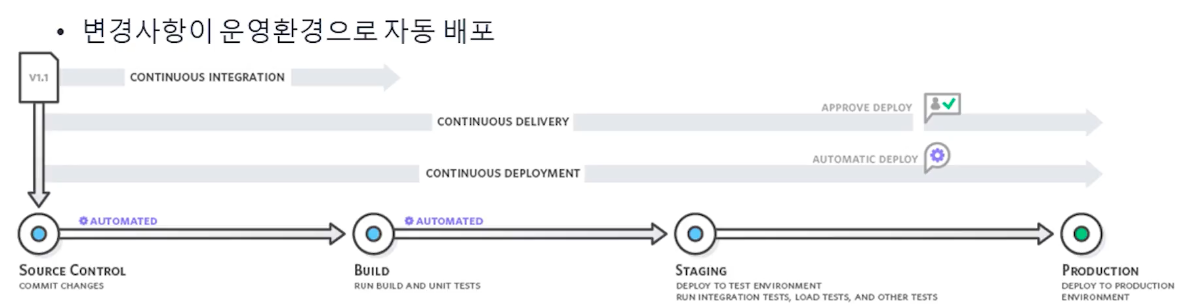 • 변경사항이 운영환경으로 자동 배포
V1.1
CONTINUOUS INTEGRATION
APPROVE DEPLOY
CONTINUOUS DELIVERY
AUTOMATIC DEPLOY
CONTINUOUS DEPLOYMENT
AUTOMATED
AUTOMATED
SOURCE CONTROL
COMMIT CHANGES
BUILD
RUN BUILD AND UNIT TESTS
STAGING
DEPLOY TO TEST ENVIRONMENT
RUN INTEGRATION TESTS, LOAD TESTS, AND OTHER TESTS
PRODUCTION
DEPLOY TO PRODUCTION
ENVIRONMENT